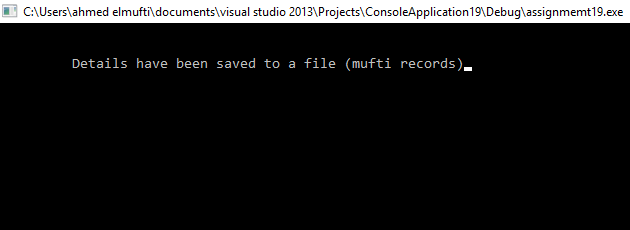 C:\Users\ahmed elmufti\documents\visual studio 2013\Projects\ConsoleApplication19\Debug\assignmemt19.exe
Details have been saved to a file (mufti records)